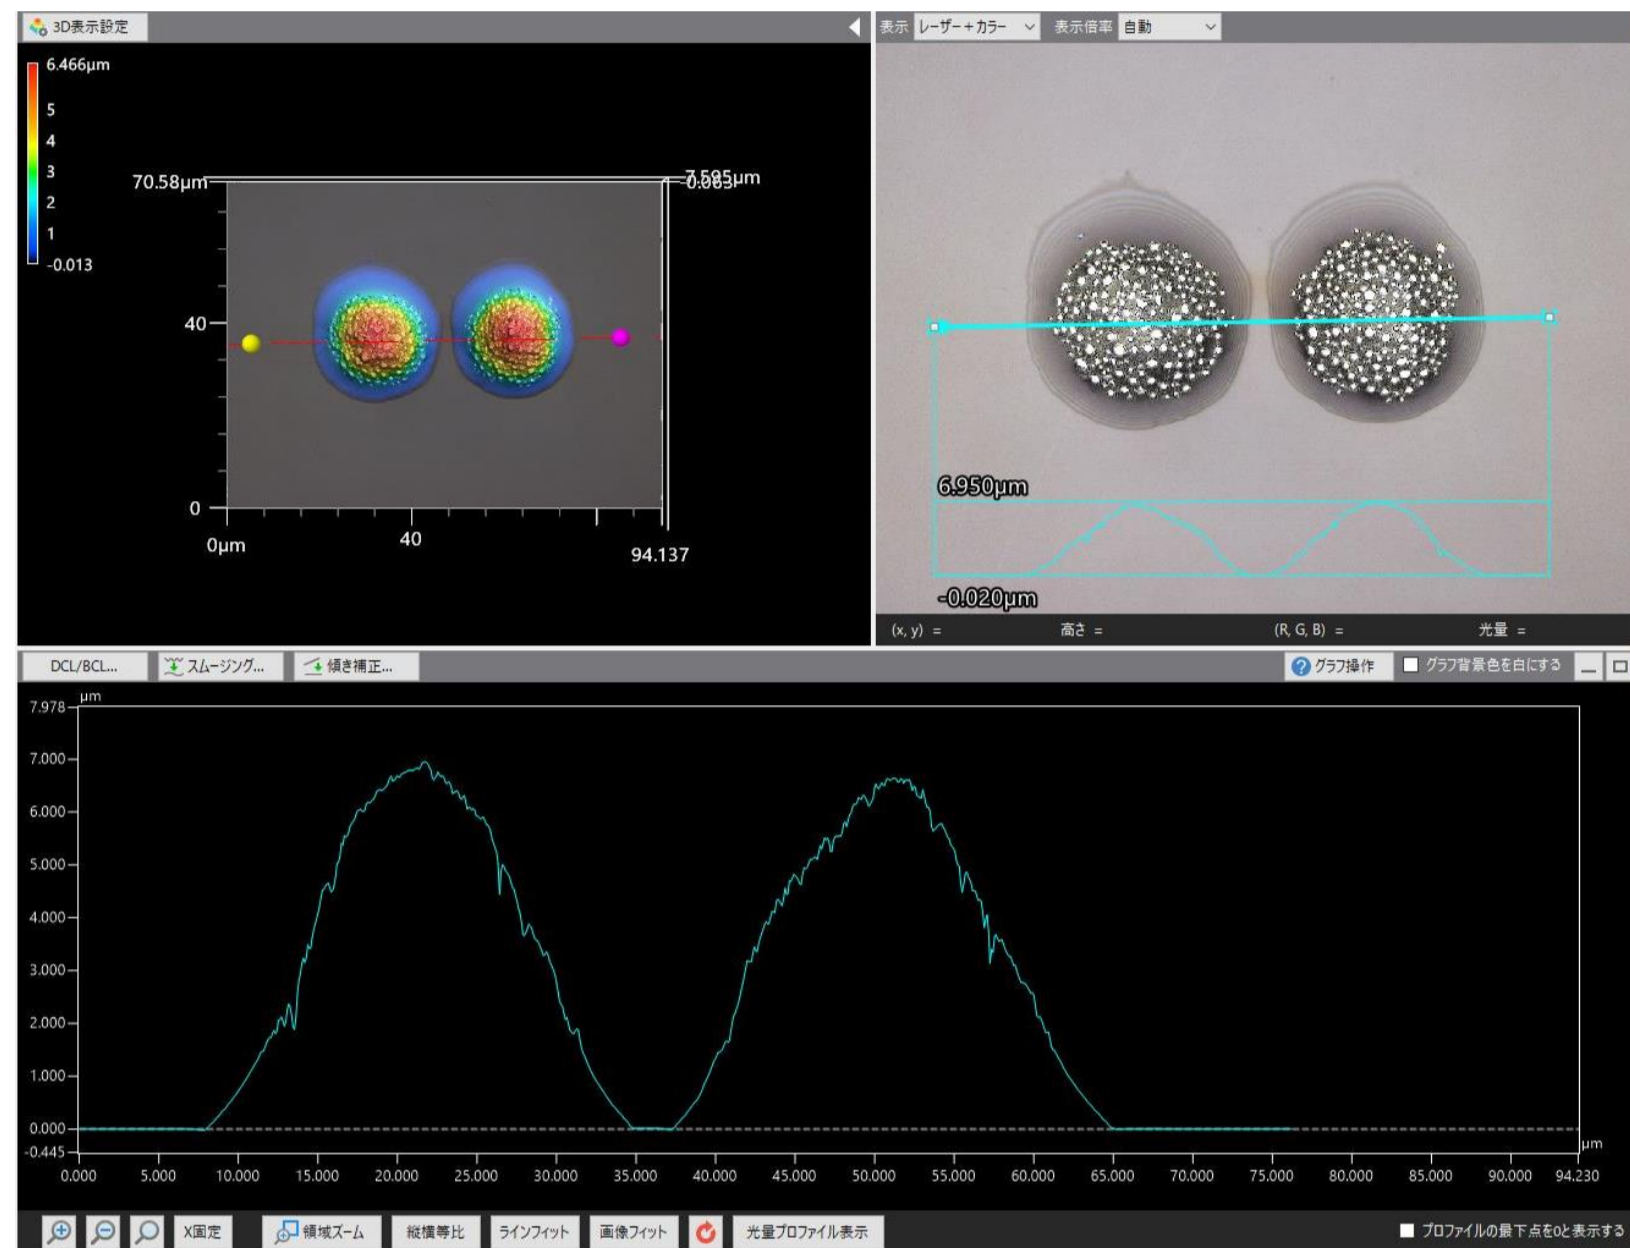 3D表示設定
表示 レーザー+カラー 表示倍率 自動
6.466μm
5
4
3
2
1
-0.013
70.58μm
7.595μm
-0.063
40
0
0μm
40
94.137
6.950μm
-0.020μm
(x, y) = 高さ = (R, G, B) = 光量 =
DCL/BCL... スムージング... 傾き補正... グラフ操作 グラフ背景色を白にする
μm
7.978
7.000
6.000
5.000
4.000
3.000
2.000
1.000
0.000
-0.445
μm
0.000 5.000 10.000 15.000 20.000 25.000 30.000 35.000 40.000 45.000 50.000 55.000 60.000 65.000 70.000 75.000 80.000 85.000 90.000 94.230
X固定 領域ズーム 縦横等比 ラインフィット 画像フィット 光量プロファイル表示 プロファイルの最下点を0と表示する